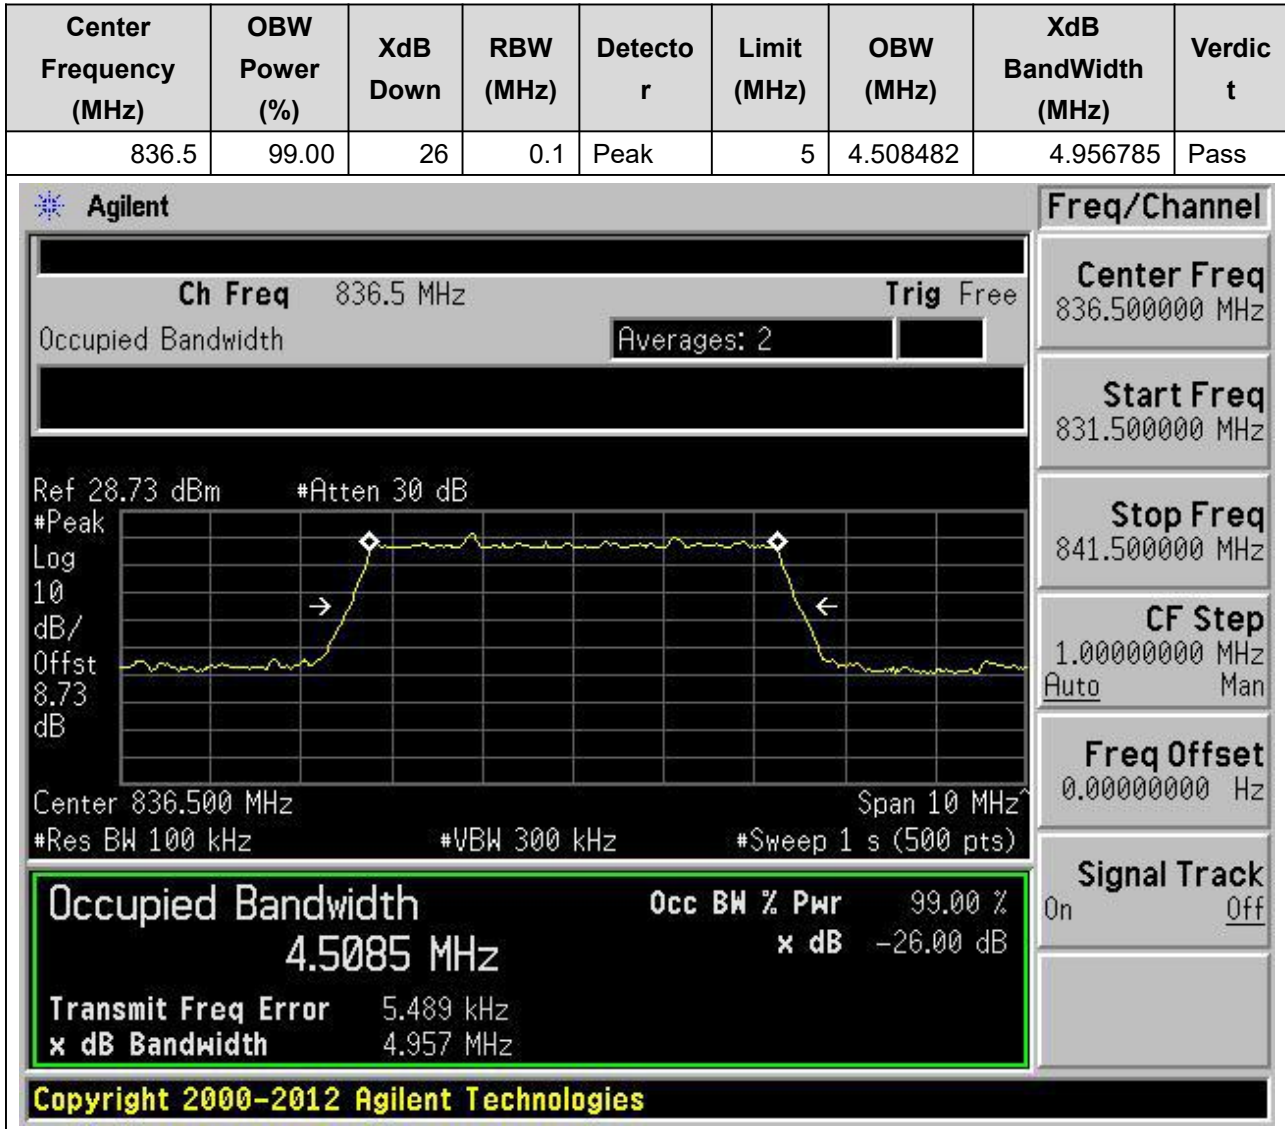 Center Frequency (MHz) OBW Power (%) XdB Down RBW (MHz) Detecto r Limit (MHz) OBW (MHz) XdB BandWidth (MHz) Verdic t
836.5 99.00 26 0.1 Peak 5 4.508482 4.956785 Pass
Agilent
Freq/Channel
Ch Freq 836.5 MHz Trig Free
Occupied Bandwidth Averages: 2
Center Freq
836.500000 MHz
Start Freq
831.500000 MHz
Stop Freq
841.500000 MHz
CF Step
1.00000000 MHz
Auto Man
Freq Offset
0.00000000 Hz
Signal Track
On Off
Ref 28.73 dBm #Atten 30 dB
#Peak
Log
10
dB/
Offst
8.73
dB
Center 836.500 MHz Span 10 MHz^
#Res BW 100 kHz #VBW 300 kHz #Sweep 1 s (500 pts)
Occupied Bandwidth
4.5085 MHz
Occ BW % Pwr 99.00 %
x dB -26.00 dB
Transmit Freq Error 5.489 kHz
x dB Bandwidth 4.957 MHz
Copyright 2000-2012 Agilent Technologies